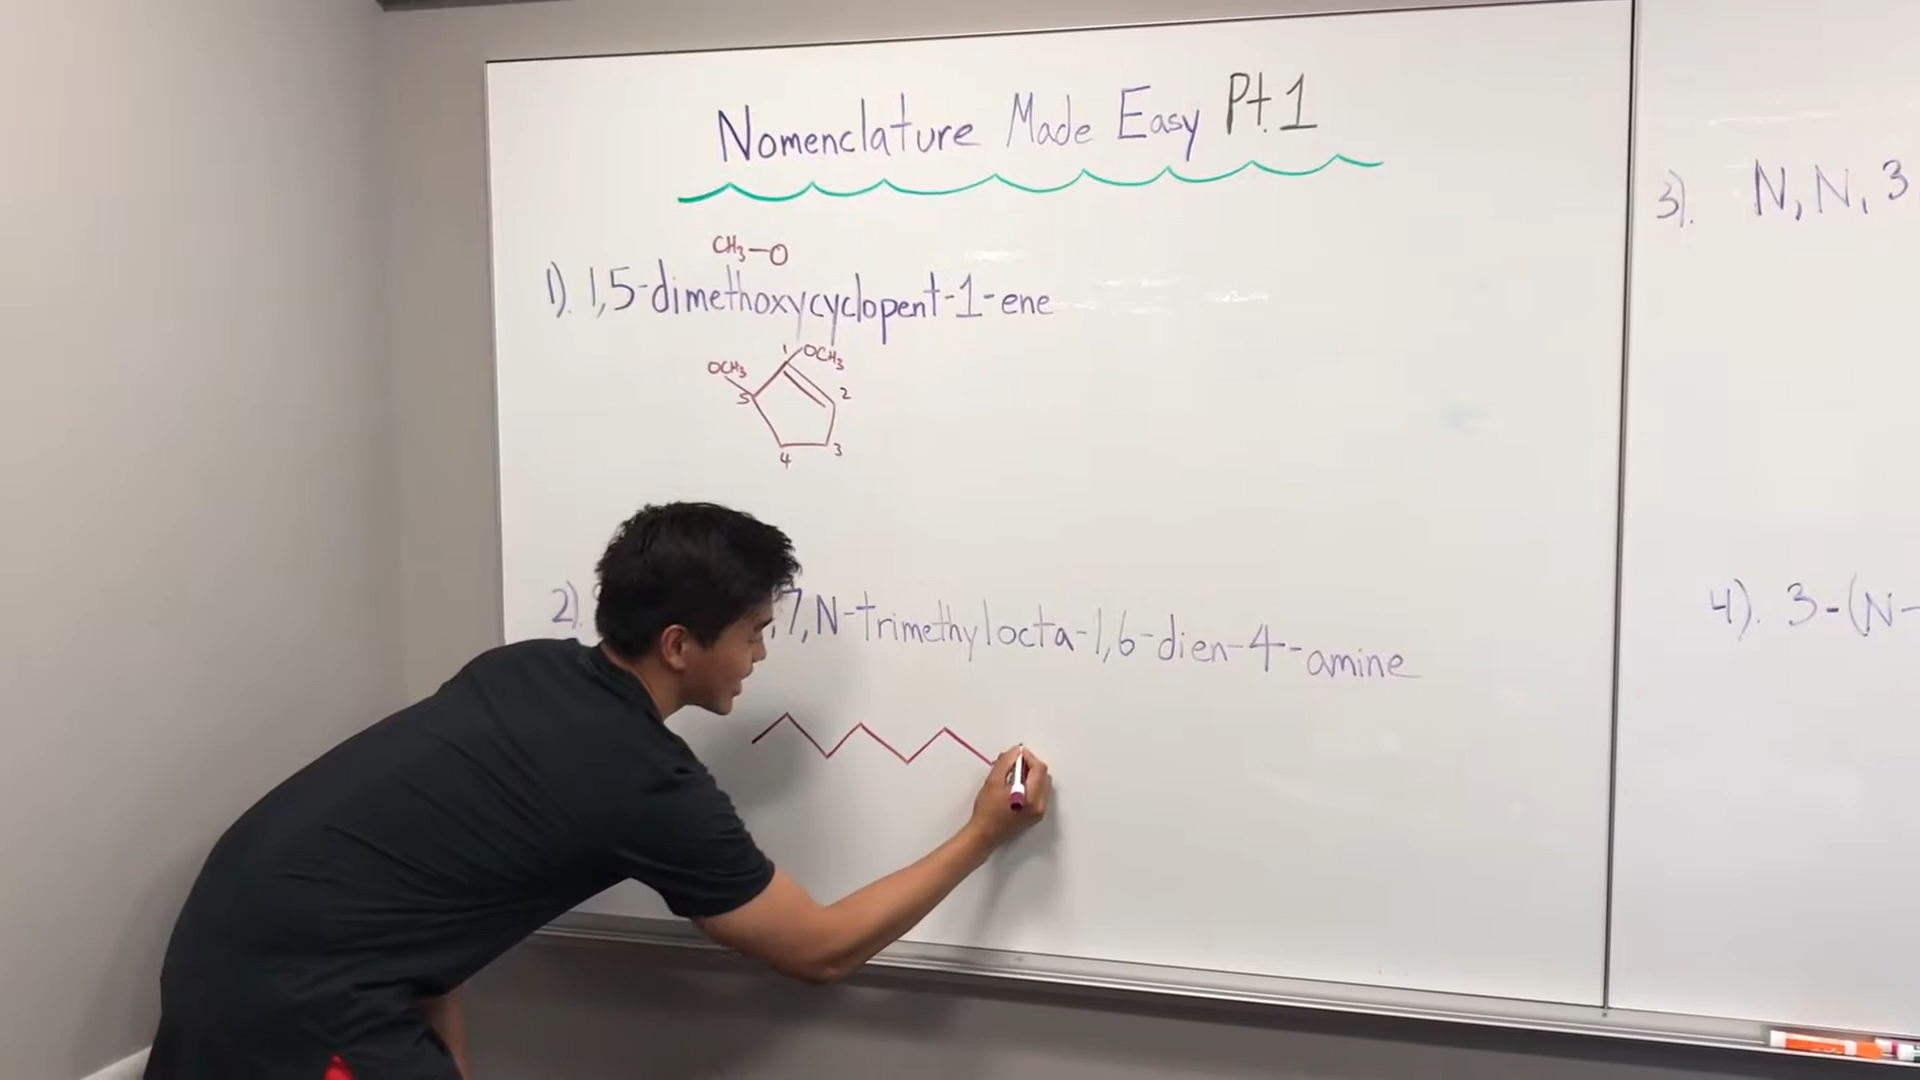 Nomenclature Made Easy Pt.1
CH₃-O
1). 1,5-dimethoxycyclopent-1-ene
1 OCH₃
OCH₃
5
2
4
3
2).
,7,N-trimethylocta-1,6-dien-4-amine
3). N,N,3
4). 3-(N-